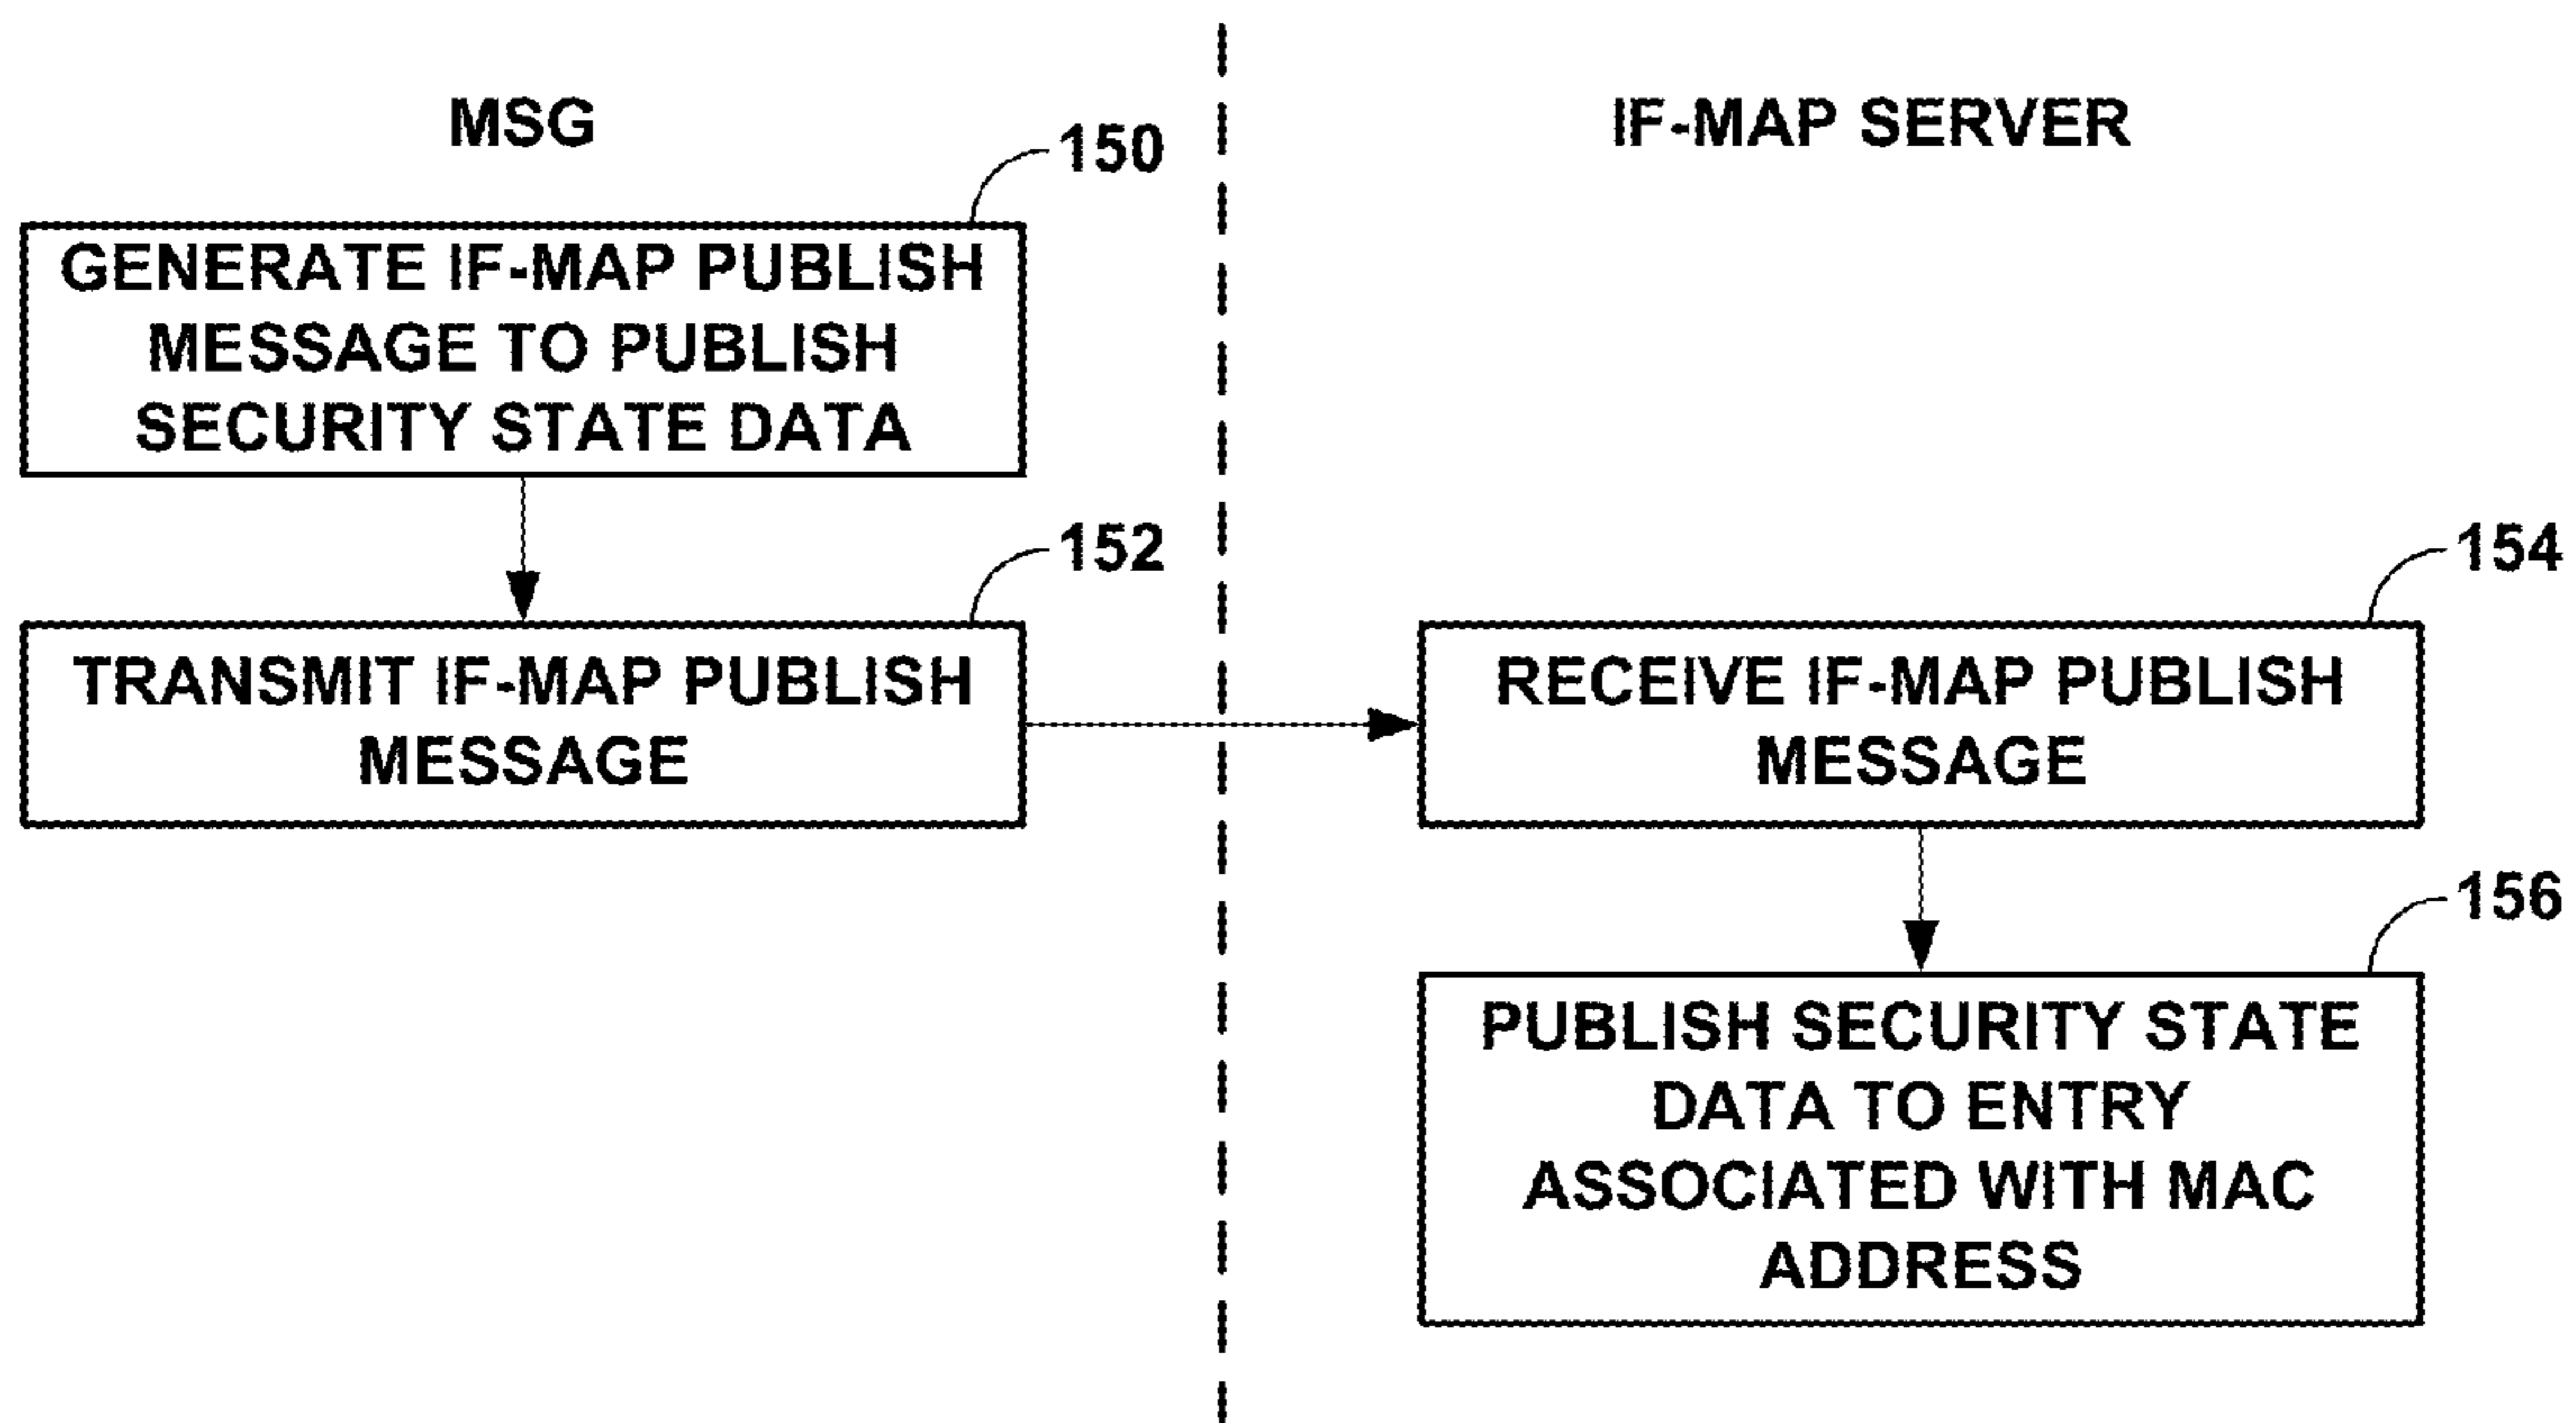 MSG
150
GENERATE IF-MAP PUBLISH
MESSAGE TO PUBLISH
SECURITY STATE DATA
152
TRANSMIT IF-MAP PUBLISH
MESSAGE
IF-MAP SERVER
154
RECEIVE IF-MAP PUBLISH
MESSAGE
156
PUBLISH SECURITY STATE
DATA TO ENTRY
ASSOCIATED WITH MAC
ADDRESS